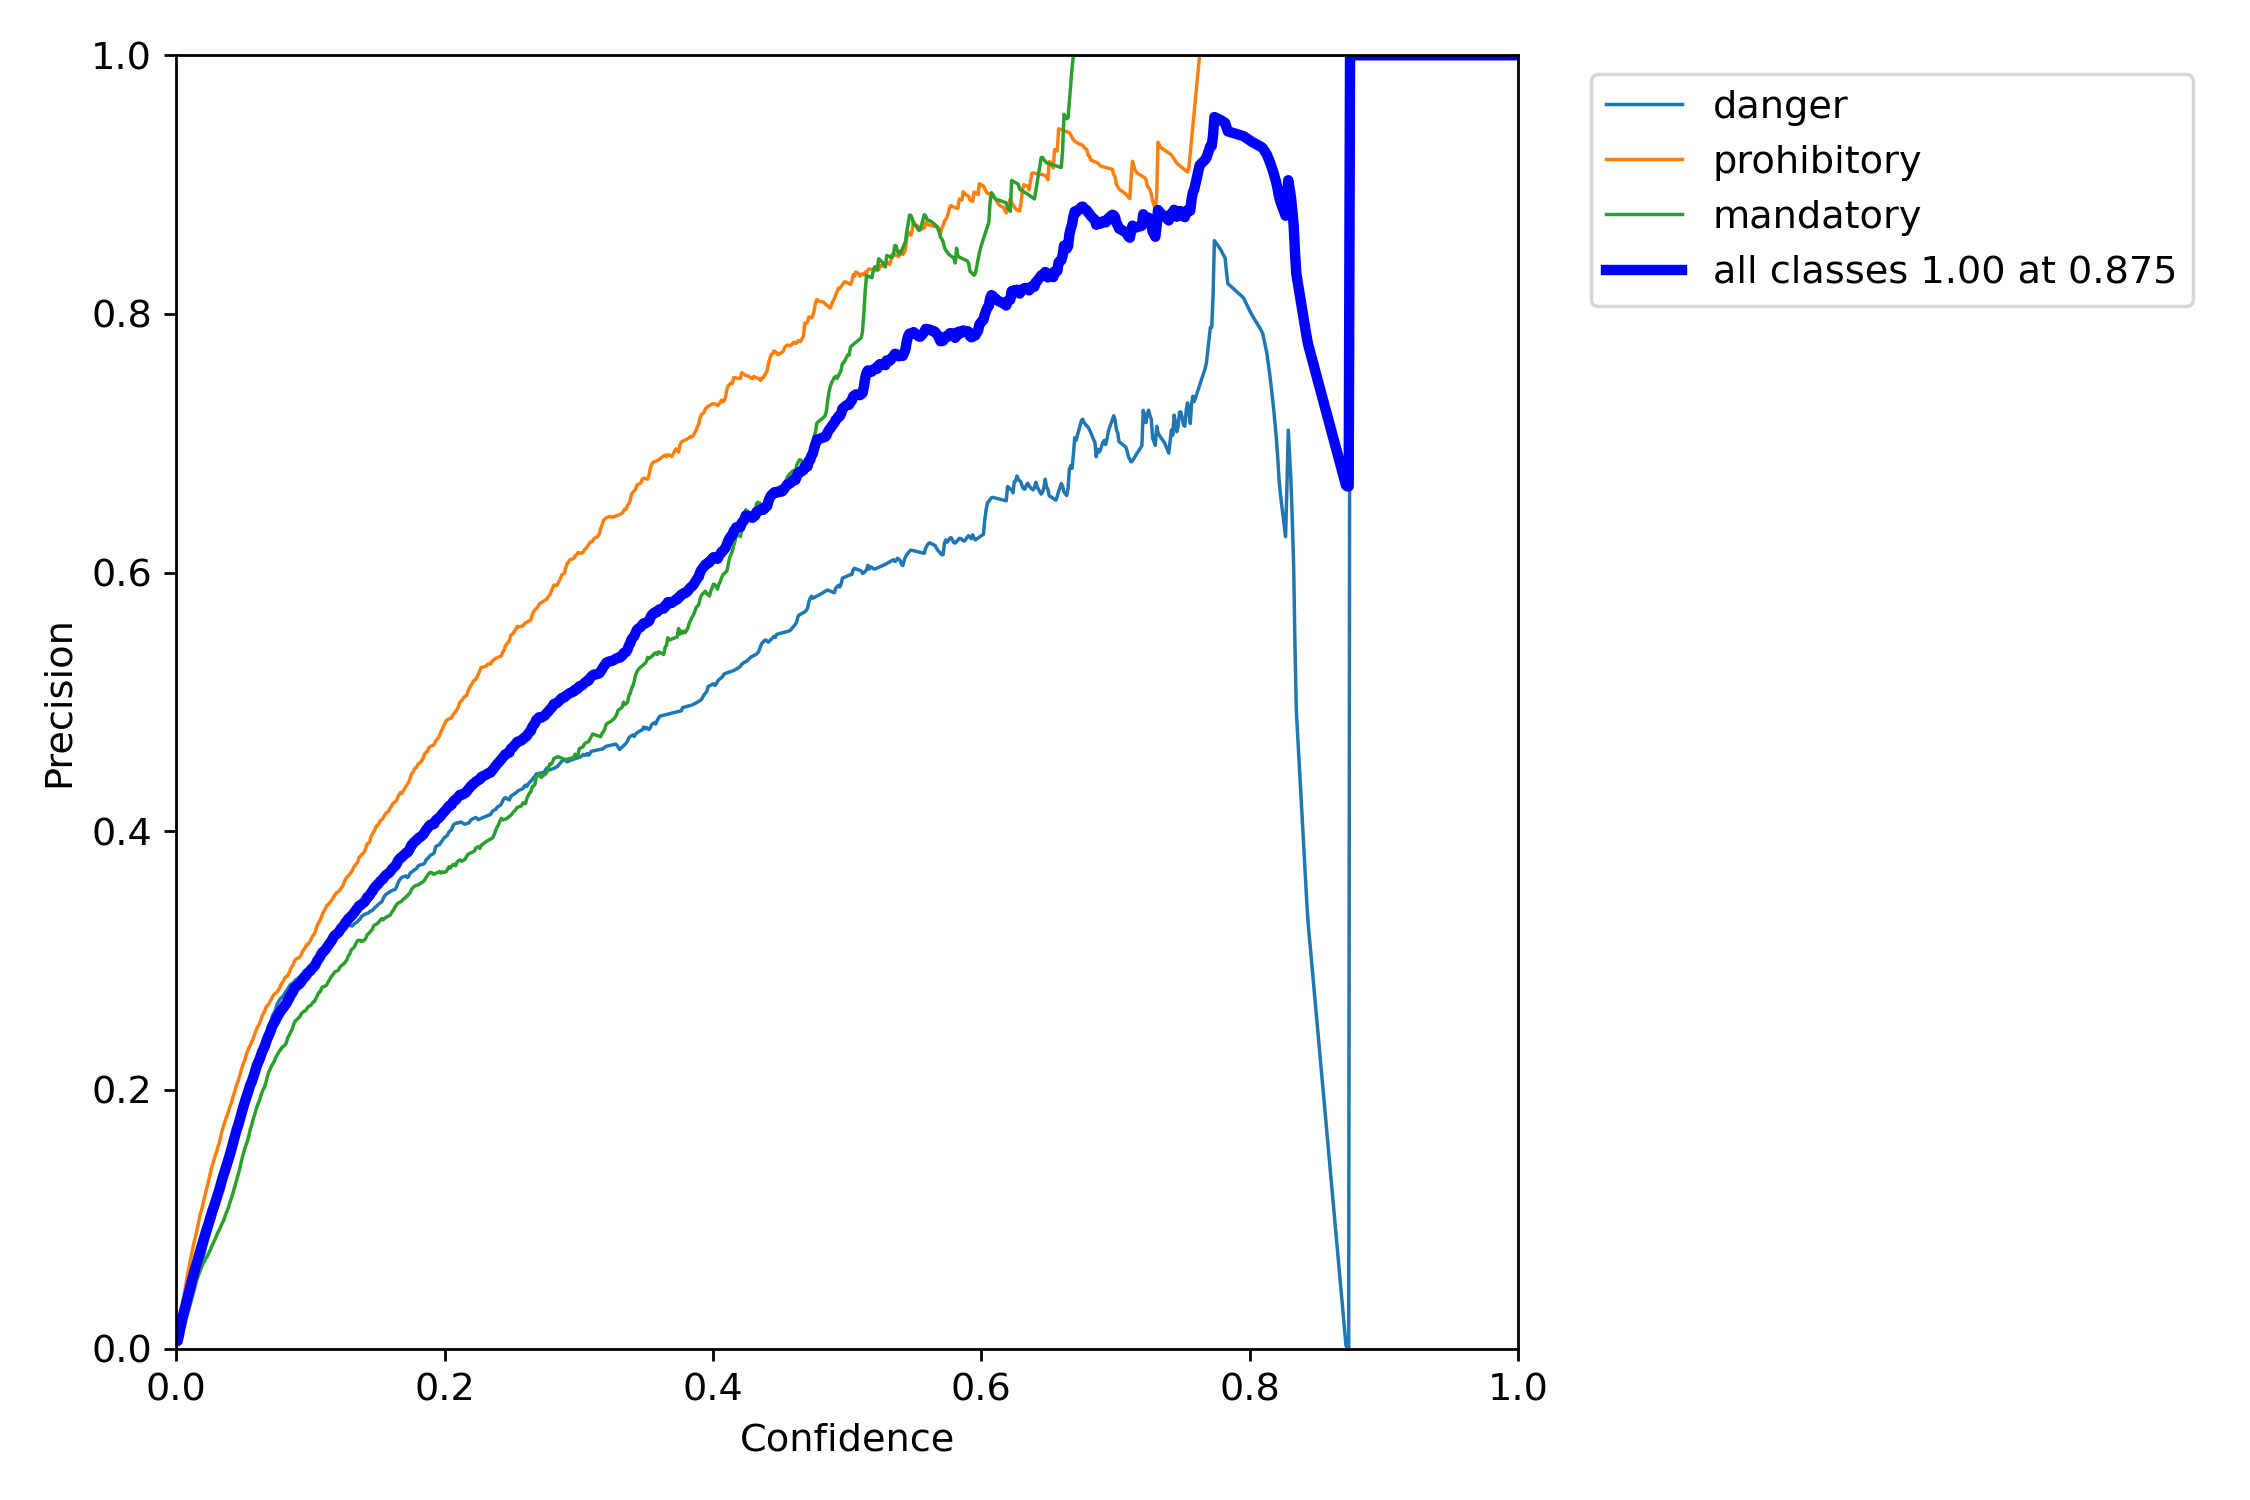 1.0
0.8
0.6
0.4
0.2
0.0
Precision
0.0 0.2 0.4 0.6 0.8 1.0
Confidence
danger
prohibitory
mandatory
all classes 1.00 at 0.875